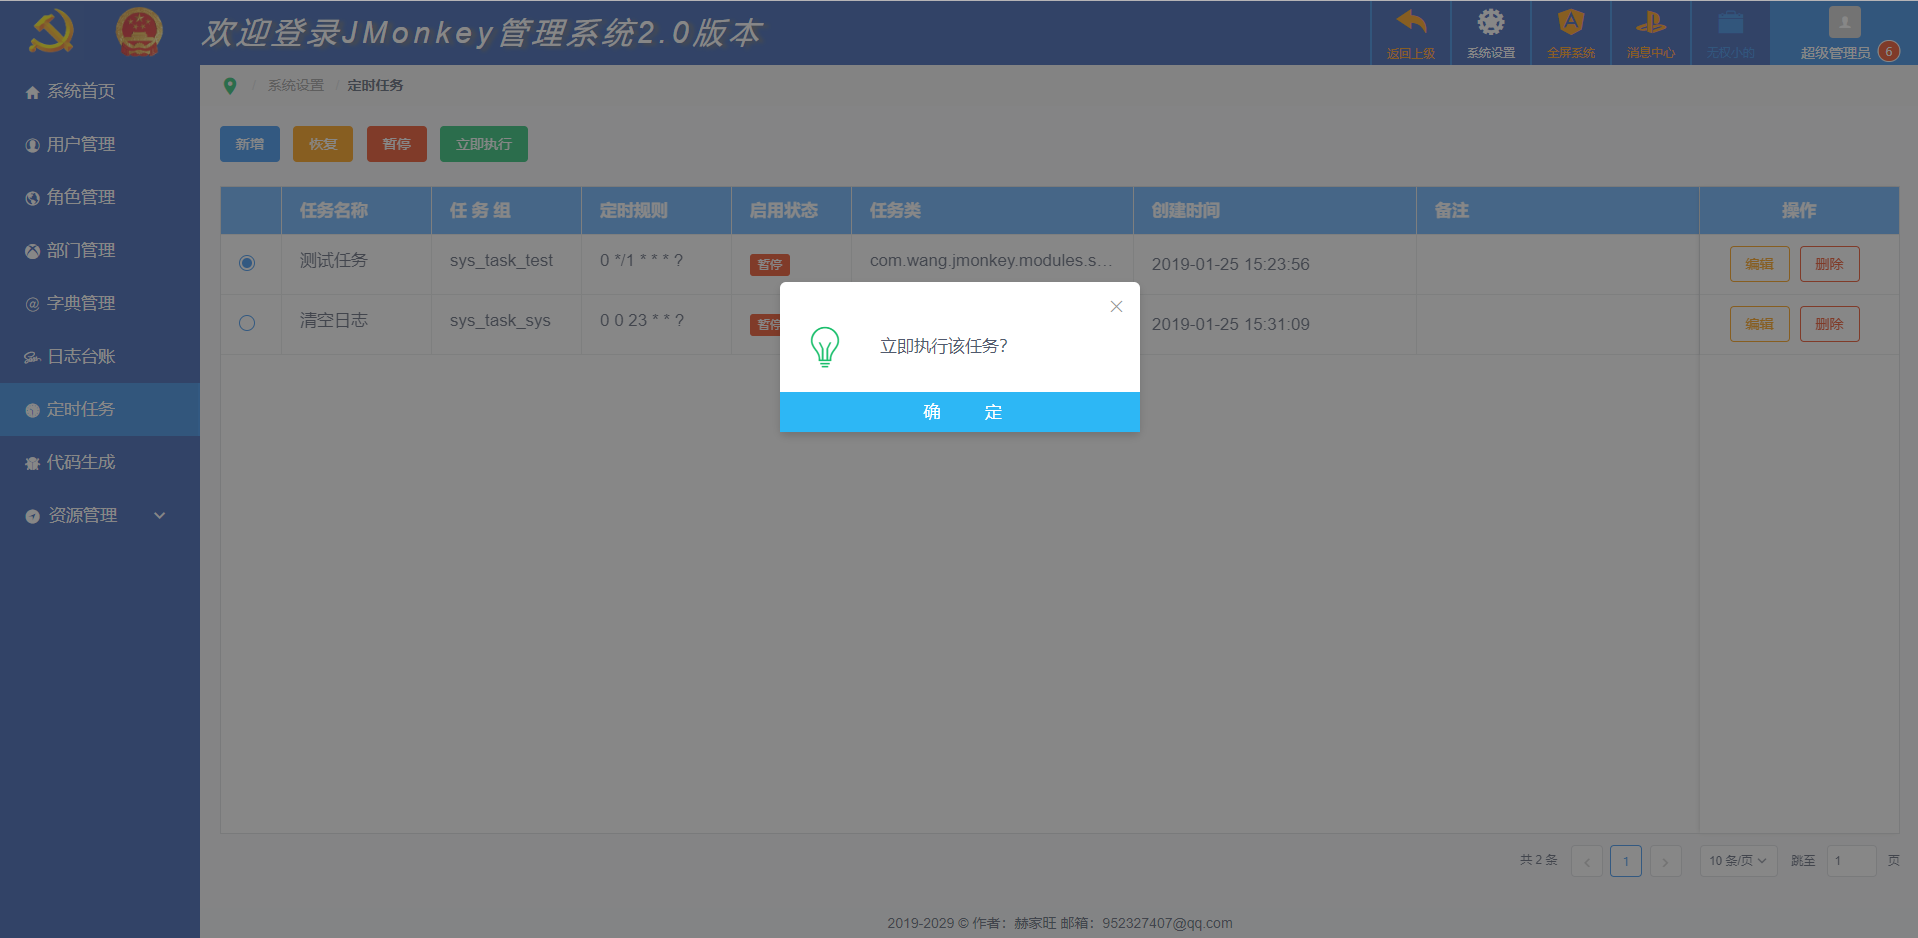 欢迎登录JMonkey管理系统2.0版本
返回上级
系统设置
全屏系统
消息中心
无权小的
超级管理员 6
系统首页
用户管理
角色管理
部门管理
字典管理
日志台账
定时任务
代码生成
资源管理
/ 系统设置 / 定时任务
新增 恢复 暂停 立即执行
任务名称 任 务 组 定时规则 启用状态 任务类 创建时间 备注 操作
测试任务 sys_task_test 0 */1 * * * ? 暂停 com.wang.jmonkey.modules.s... 2019-01-25 15:23:56 编辑 删除
清空日志 sys_task_sys 0 0 23 * * ? 暂停 2019-01-25 15:31:09 编辑 删除
立即执行该任务?
确 定
共 2 条 < 1 > 10 条/页 跳至 1 页
2019-2029 © 作者：赫家旺 邮箱：952327407@qq.com